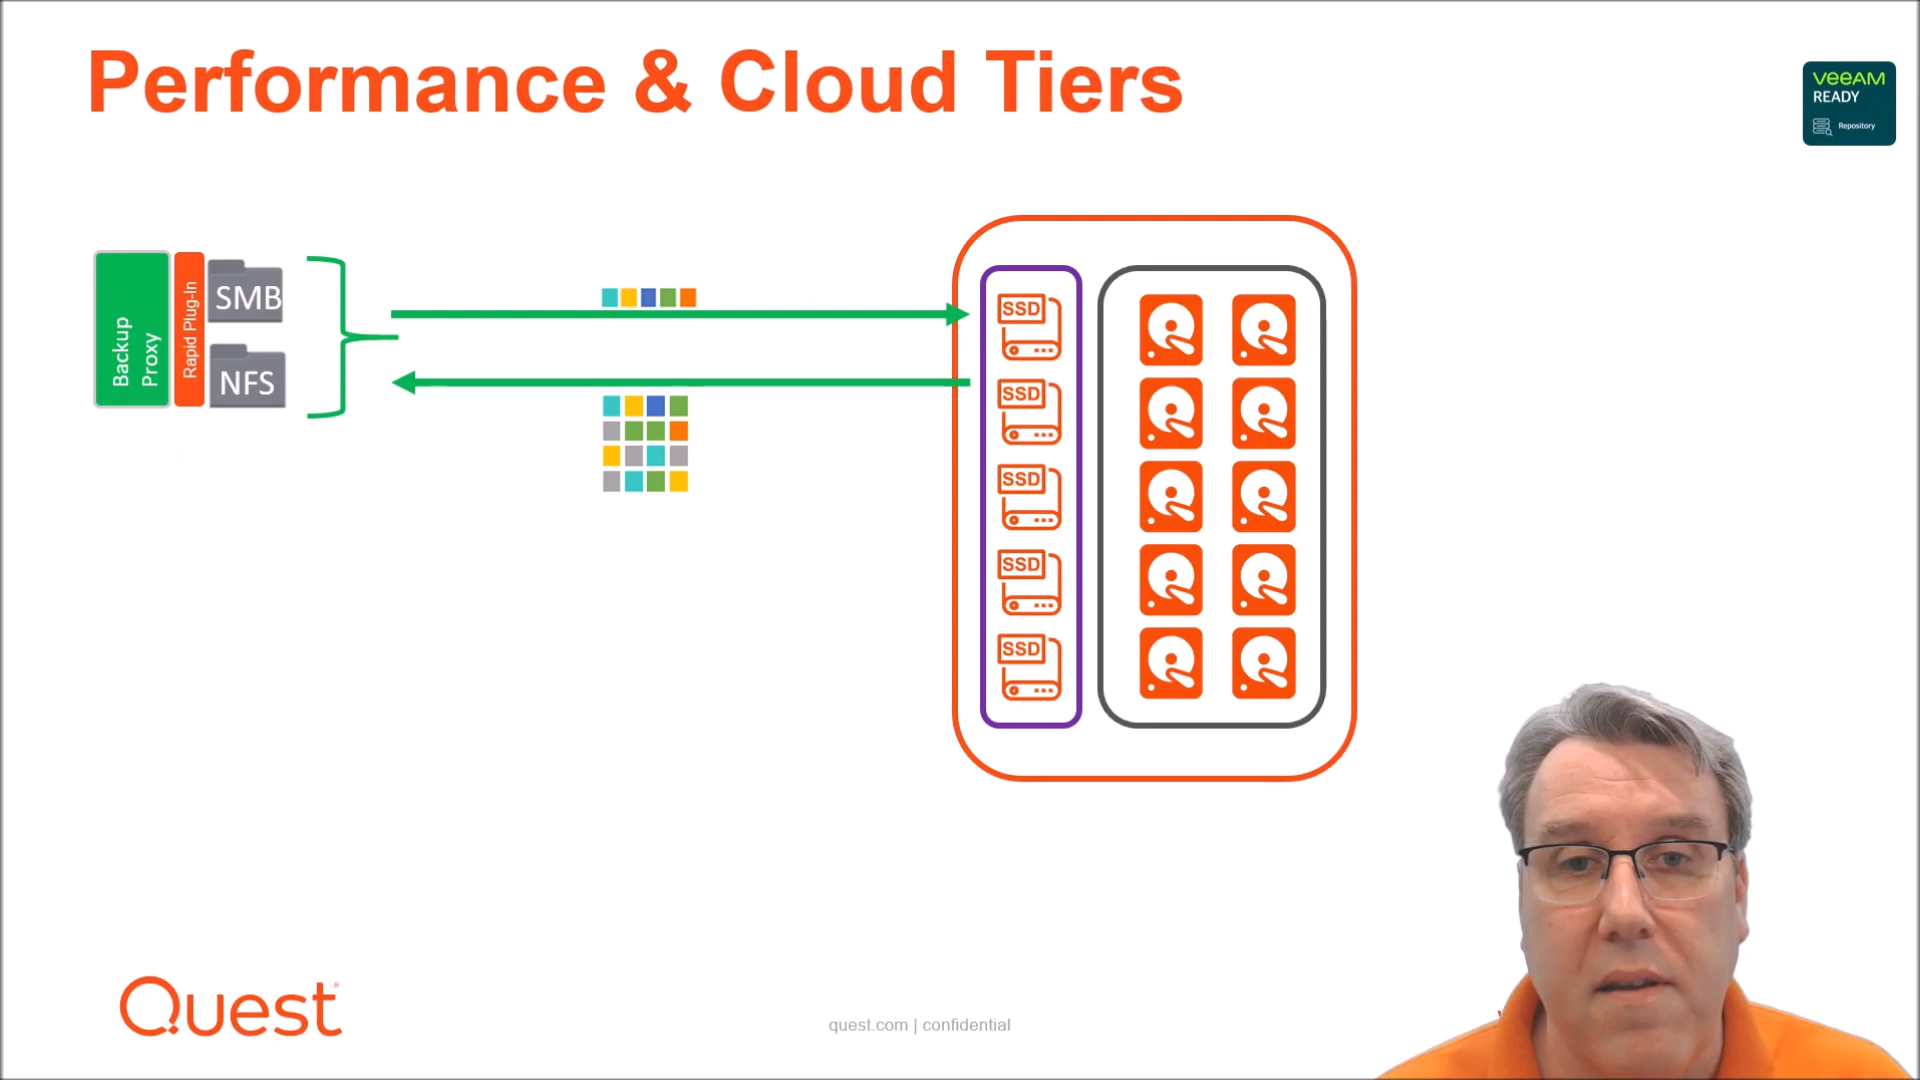 Performance & Cloud Tiers
veeam
READY
Repository
Backup
Proxy
Rapid Plug-In
SMB
NFS
SSD
SSD
SSD
SSD
SSD
Quest
quest.com | confidential